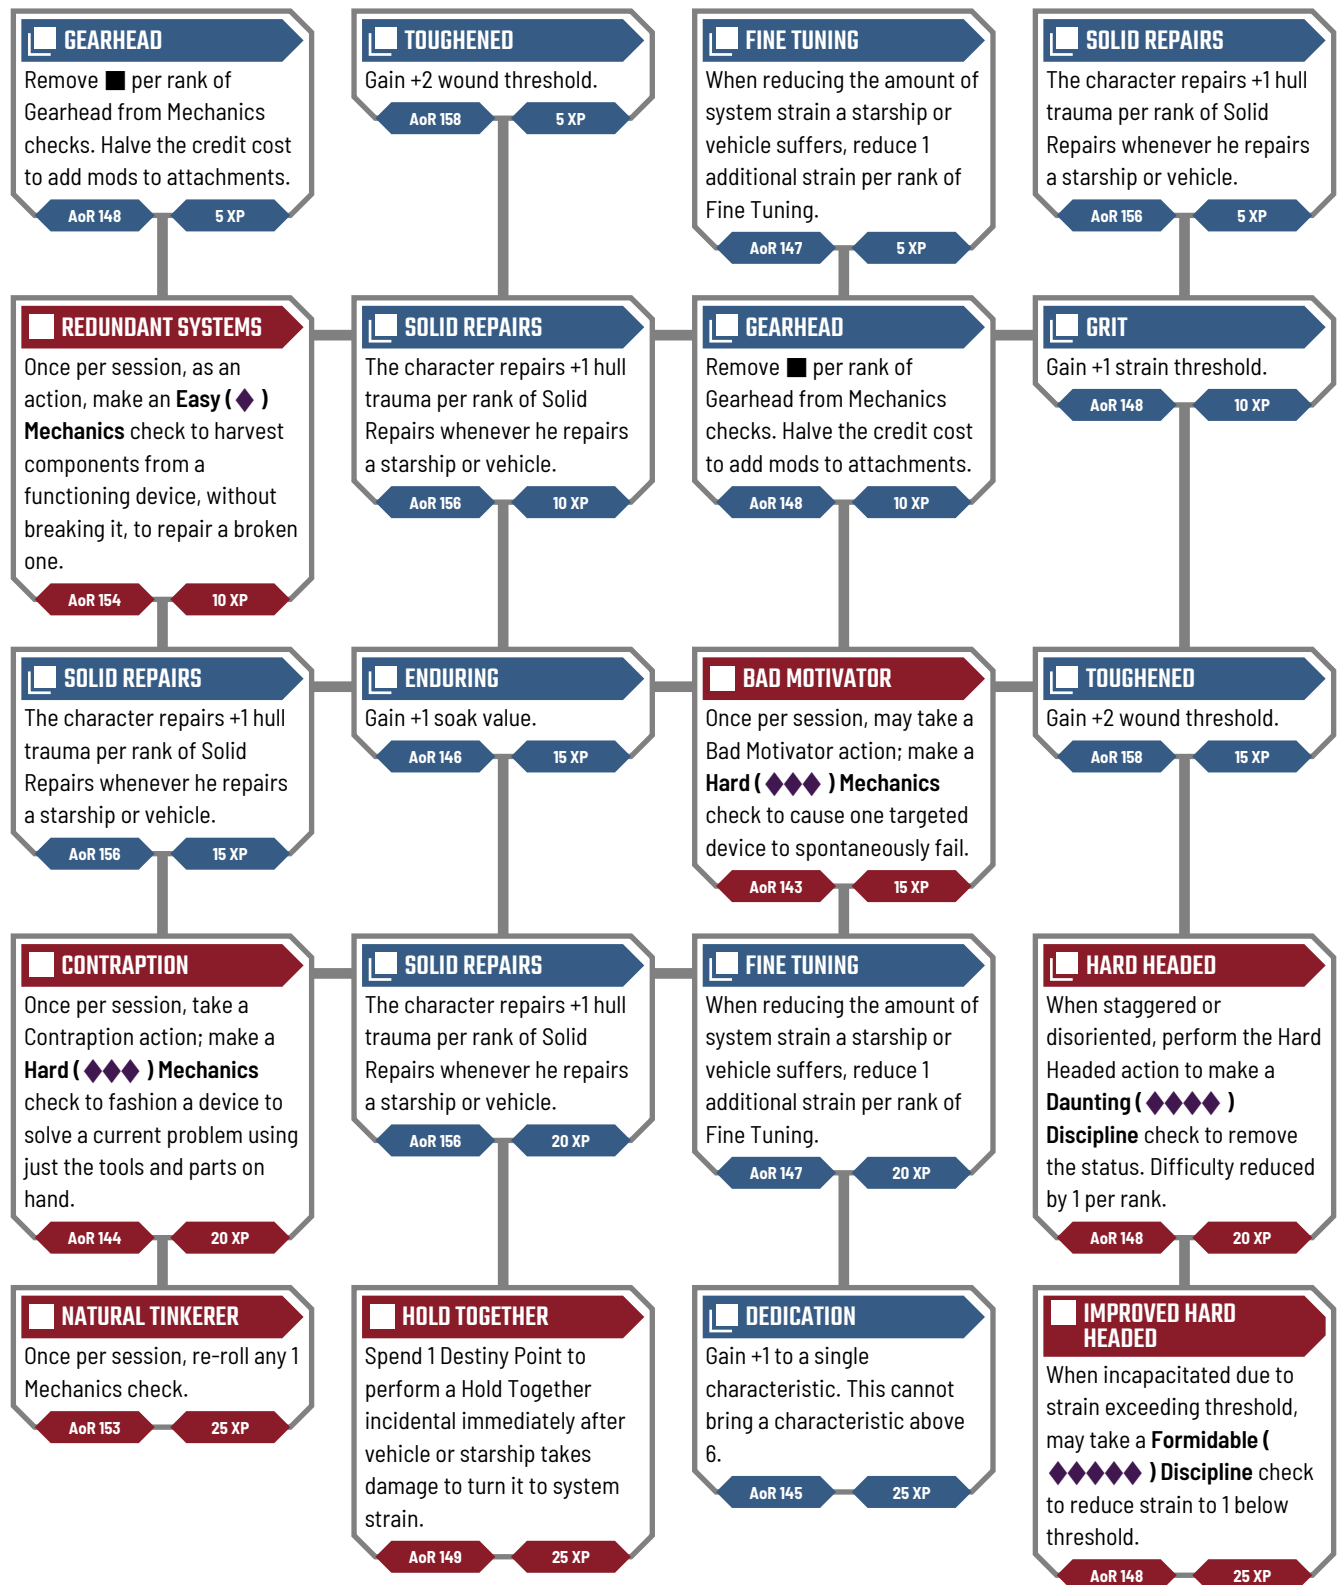 GEARHEAD
Remove ■ per rank of
Gearhead from Mechanics
checks. Halve the credit cost
to add mods to attachments.
AoR 148 5 XP
TOUGHENED
Gain +2 wound threshold.
AoR 158 5 XP
FINE TUNING
When reducing the amount of
system strain a starship or
vehicle suffers, reduce 1
additional strain per rank of
Fine Tuning.
AoR 147 5 XP
SOLID REPAIRS
The character repairs +1 hull
trauma per rank of Solid
Repairs whenever he repairs
a starship or vehicle.
AoR 156 5 XP
REDUNDANT SYSTEMS
Once per session, as an
action, make an Easy (◆ )
Mechanics check to harvest
components from a
functioning device, without
breaking it, to repair a broken
one.
AoR 154 10 XP
SOLID REPAIRS
The character repairs +1 hull
trauma per rank of Solid
Repairs whenever he repairs
a starship or vehicle.
AoR 156 10 XP
GEARHEAD
Remove ■ per rank of
Gearhead from Mechanics
checks. Halve the credit cost
to add mods to attachments.
AoR 148 10 XP
GRIT
Gain +1 strain threshold.
AoR 148 10 XP
SOLID REPAIRS
The character repairs +1 hull
trauma per rank of Solid
Repairs whenever he repairs
a starship or vehicle.
AoR 156 15 XP
ENDURING
Gain +1 soak value.
AoR 146 15 XP
BAD MOTIVATOR
Once per session, may take a
Bad Motivator action; make a
Hard ( ◆◆◆ ) Mechanics
check to cause one targeted
device to spontaneously fail.
AoR 143 15 XP
TOUGHENED
Gain +2 wound threshold.
AoR 158 15 XP
CONTRAPTION
Once per session, take a
Contraption action; make a
Hard ( ◆◆◆ ) Mechanics
check to fashion a device to
solve a current problem using
just the tools and parts on
hand.
AoR 144 20 XP
SOLID REPAIRS
The character repairs +1 hull
trauma per rank of Solid
Repairs whenever he repairs
a starship or vehicle.
AoR 156 20 XP
FINE TUNING
When reducing the amount of
system strain a starship or
vehicle suffers, reduce 1
additional strain per rank of
Fine Tuning.
AoR 147 20 XP
HARD HEADED
When staggered or
disoriented, perform the Hard
Headed action to make a
Daunting ( ◆◆◆◆ )
Discipline check to remove
the status. Difficulty reduced
by 1 per rank.
AoR 148 20 XP
NATURAL TINKERER
Once per session, re-roll any 1
Mechanics check.
AoR 153 25 XP
HOLD TOGETHER
Spend 1 Destiny Point to
perform a Hold Together
incidental immediately after
vehicle or starship takes
damage to turn it to system
strain.
AoR 149 25 XP
DEDICATION
Gain +1 to a single
characteristic. This cannot
bring a characteristic above
6.
AoR 145 25 XP
IMPROVED HARD
HEADED
When incapacitated due to
strain exceeding threshold,
may take a Formidable (
◆◆◆◆◆ ) Discipline check
to reduce strain to 1 below
threshold.
AoR 148 25 XP